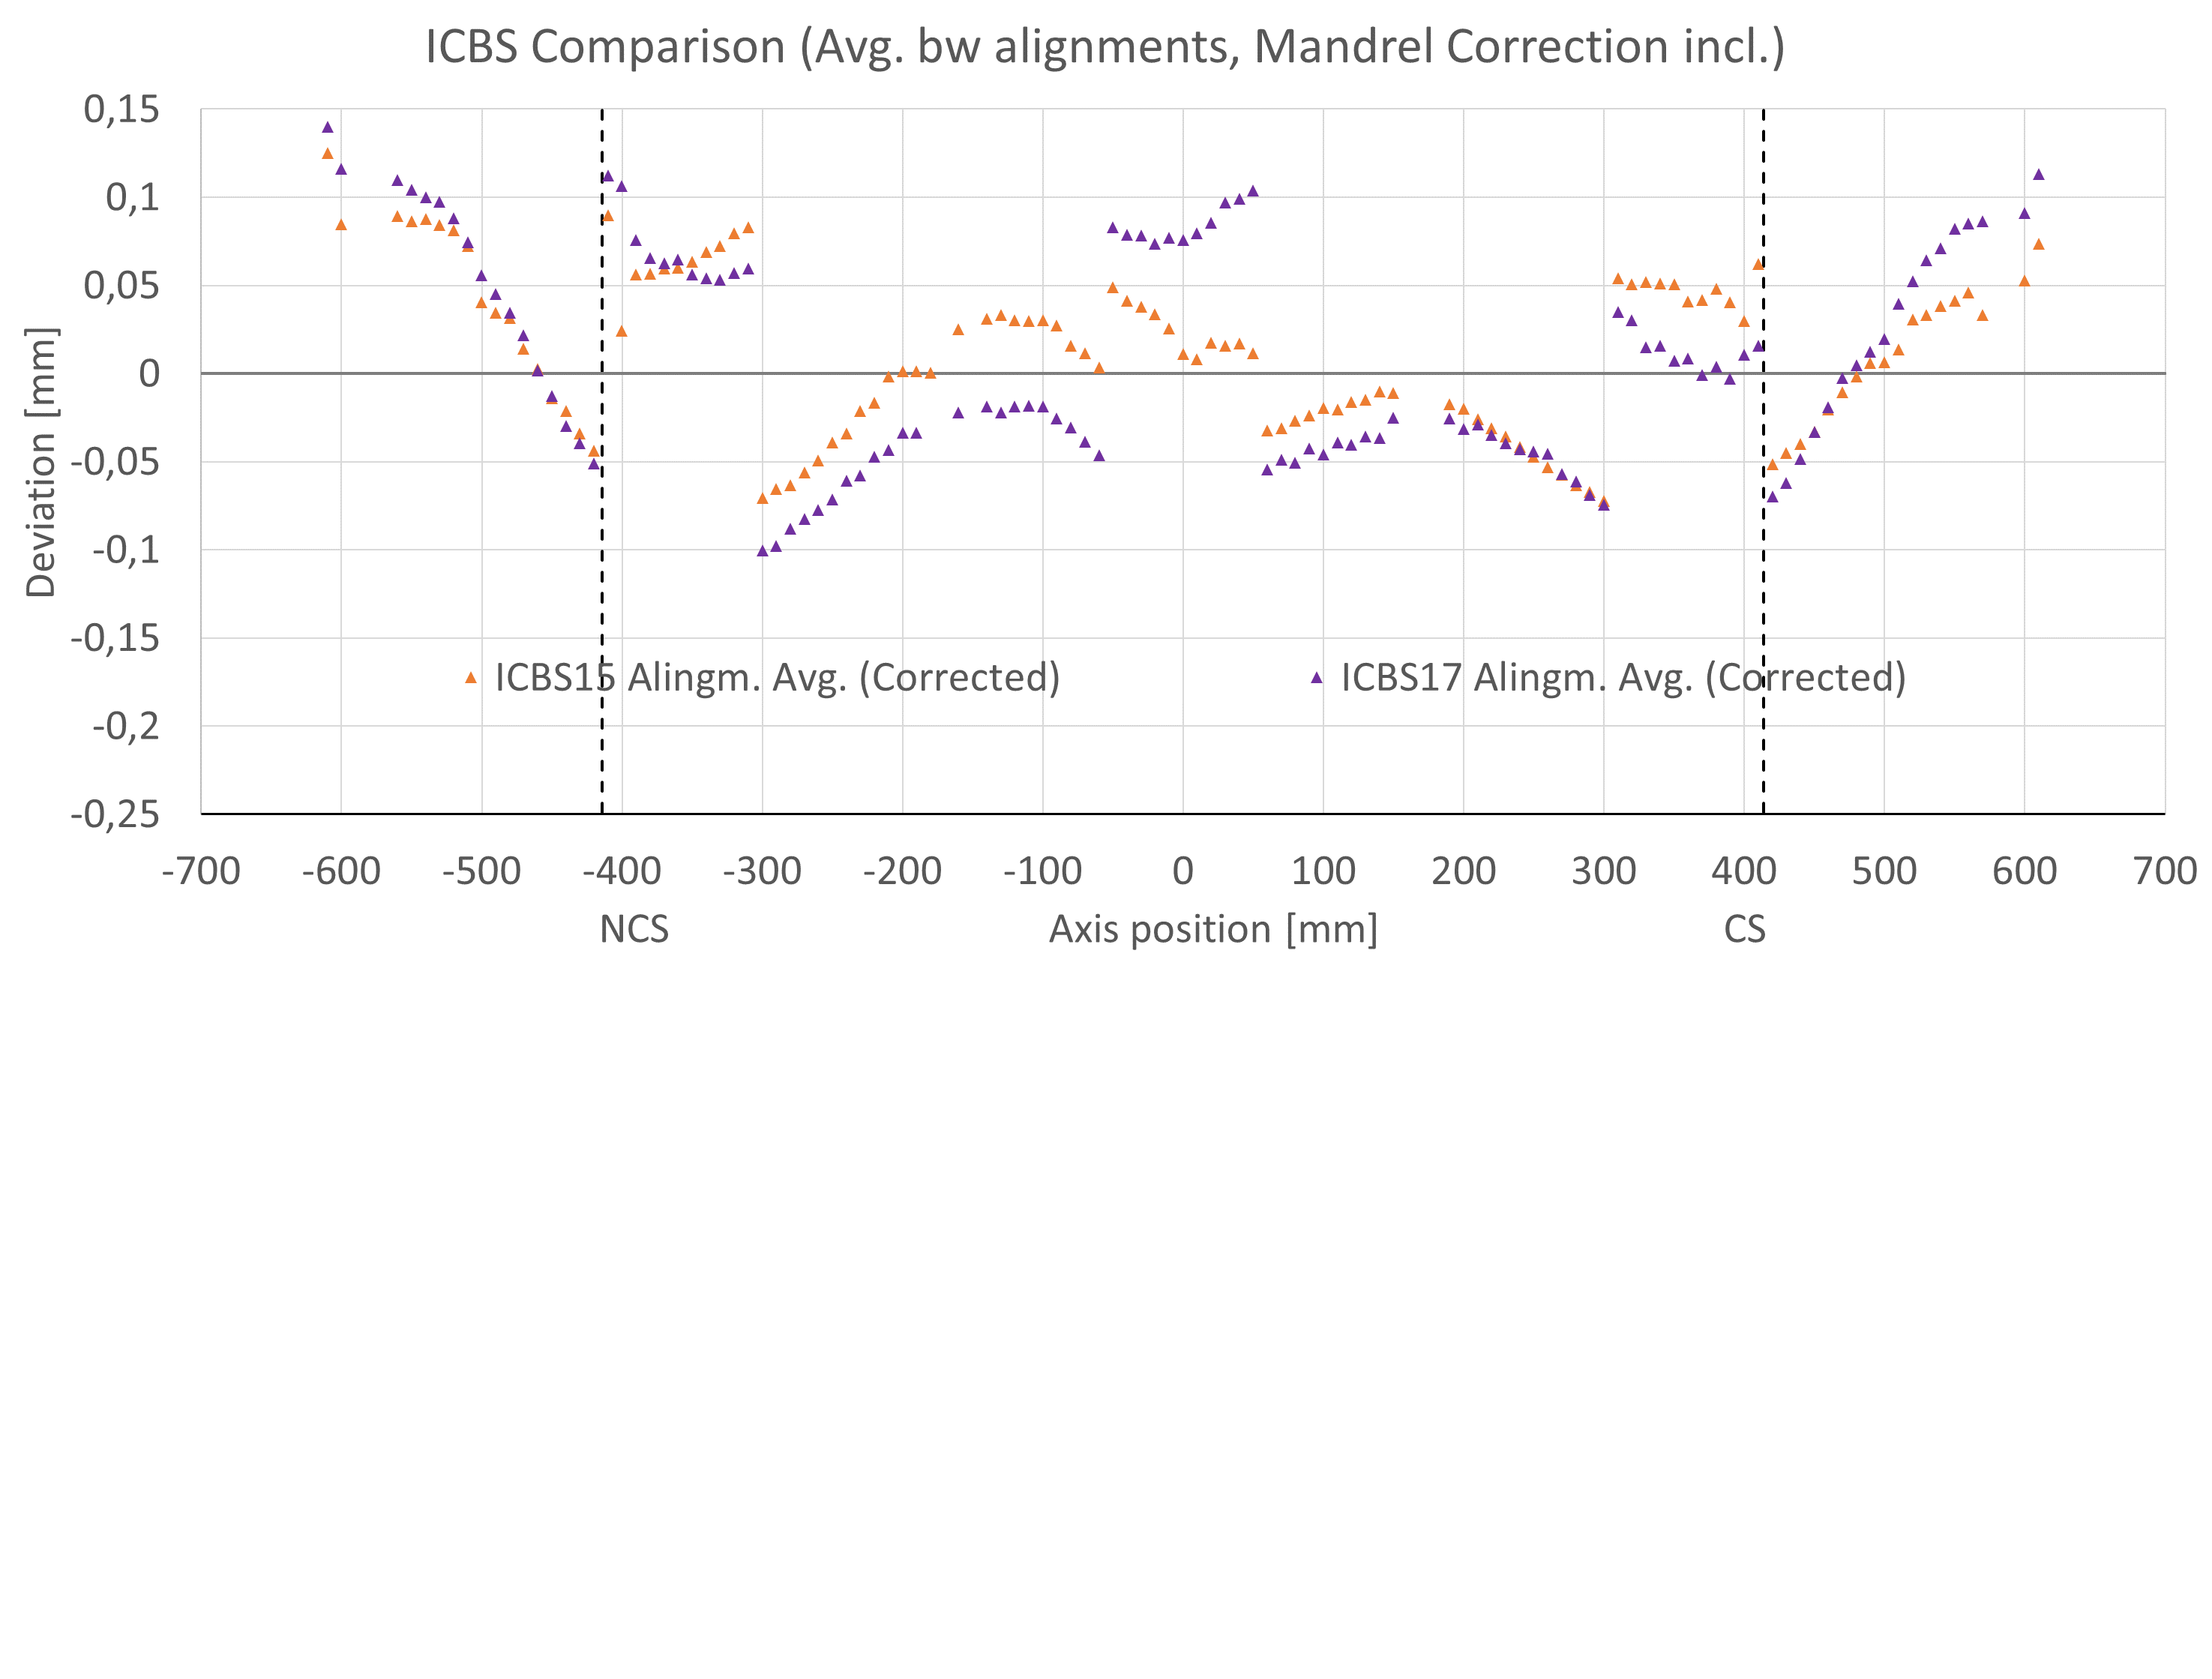 ICBS Comparison (Avg. bw alignments, Mandrel Correction incl.)
0,15
0,1
0,05
0
-0,05
-0,1
-0,15
-0,2
-0,25
Deviation [mm]
ICBS15 Alingm. Avg. (Corrected)
ICBS17 Alingm. Avg. (Corrected)
-700 -600 -500 -400 -300 -200 -100 0 100 200 300 400 500 600 700
NCS Axis position [mm] CS